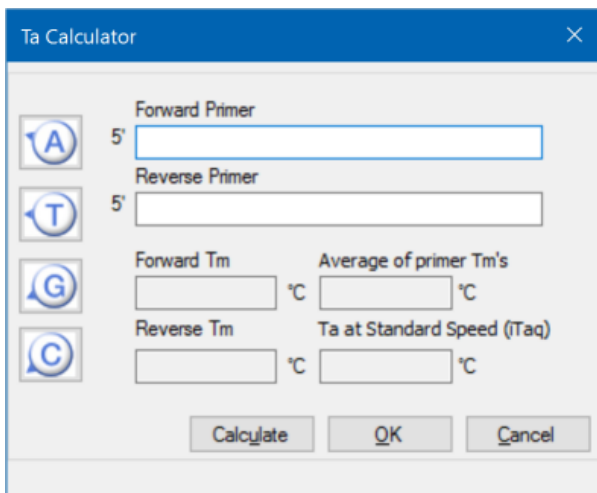 Ta Calculator
Forward Primer
A
5'
Reverse Primer
T
5'
Forward Tm Average of primer Tm's
G
°C °C
Reverse Tm Ta at Standard Speed (iTaq)
C
°C °C
Calculate OK Cancel